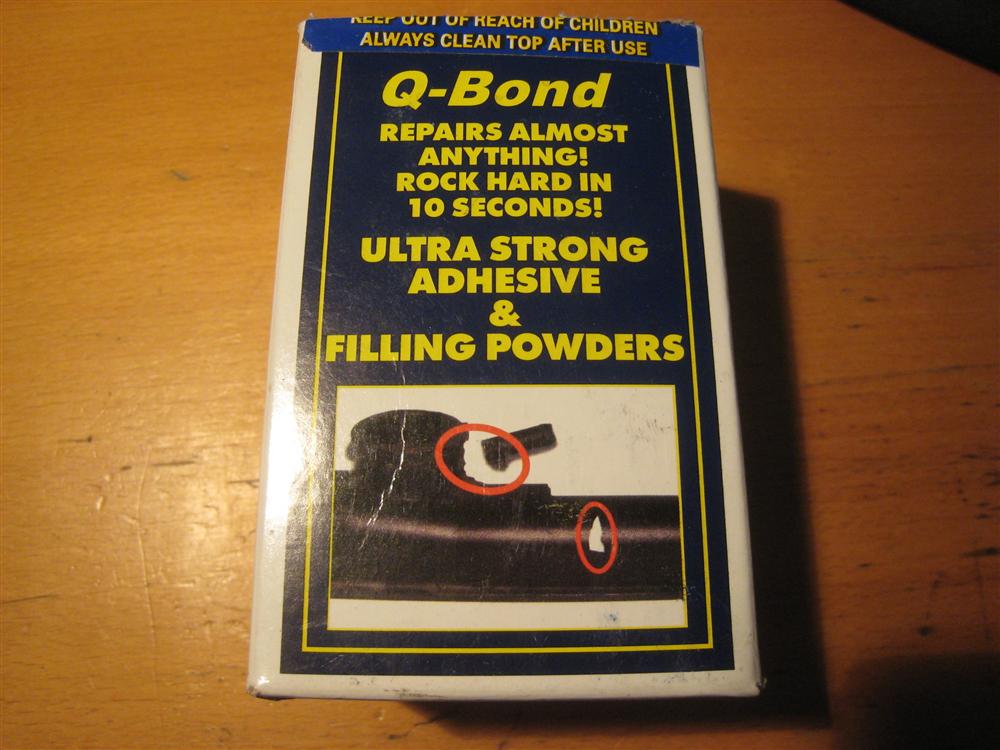 KEEP OUT OF REACH OF CHILDREN
ALWAYS CLEAN TOP AFTER USE
Q-Bond
REPAIRS ALMOST
ANYTHING!
ROCK HARD IN
10 SECONDS!
ULTRA STRONG
ADHESIVE
&
FILLING POWDERS